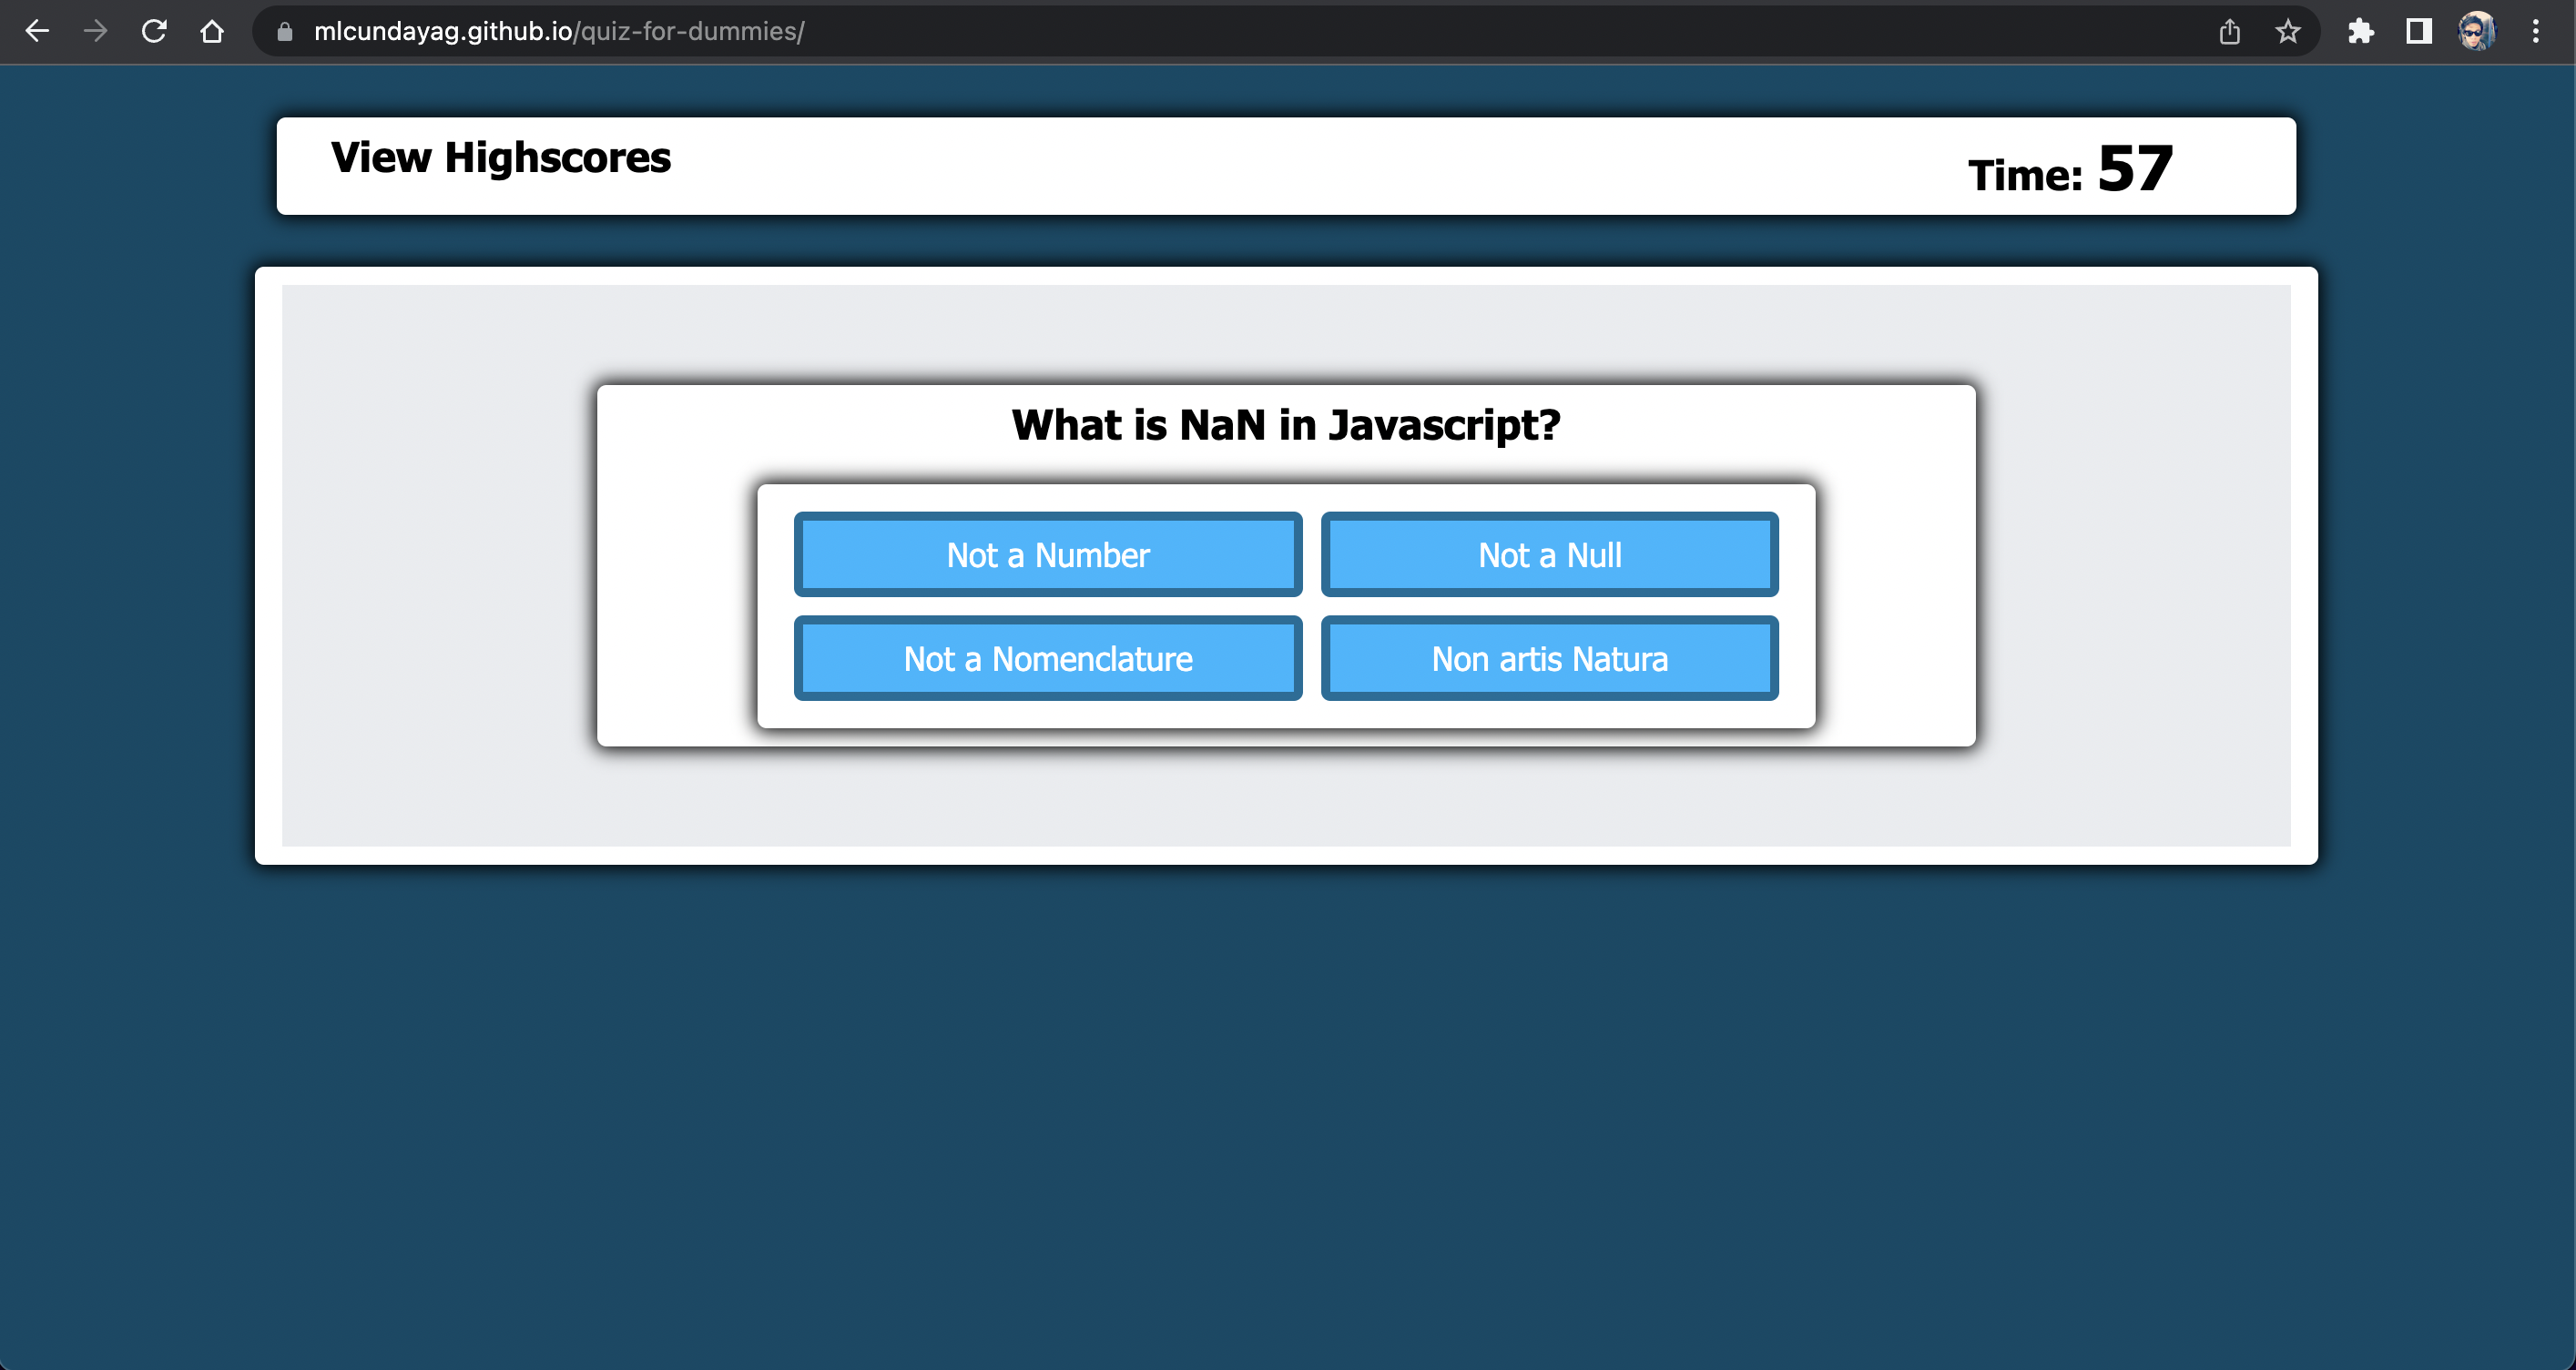 mlcundayag.github.io/quiz-for-dummies/
View Highscores
Time: 57
What is NaN in Javascript?
Not a Number
Not a Null
Not a Nomenclature
Non artis Natura